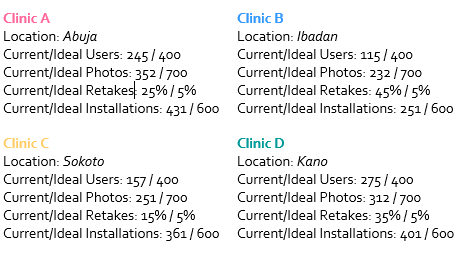 Clinic A
Location: Abuja
Current/Ideal Users: 245 / 400
Current/Ideal Photos: 352 / 700
Current/Ideal Retakes: 25% / 5%
Current/Ideal Installations: 431 / 600
Clinic B
Location: Ibadan
Current/Ideal Users: 115 / 400
Current/Ideal Photos: 232 / 700
Current/Ideal Retakes: 45% / 5%
Current/Ideal Installations: 251 / 600
Clinic C
Location: Sokoto
Current/Ideal Users: 157 / 400
Current/Ideal Photos: 251 / 700
Current/Ideal Retakes: 15% / 5%
Current/Ideal Installations: 361 / 600
Clinic D
Location: Kano
Current/Ideal Users: 275 / 400
Current/Ideal Photos: 312 / 700
Current/Ideal Retakes: 35% / 5%
Current/Ideal Installations: 401 / 600